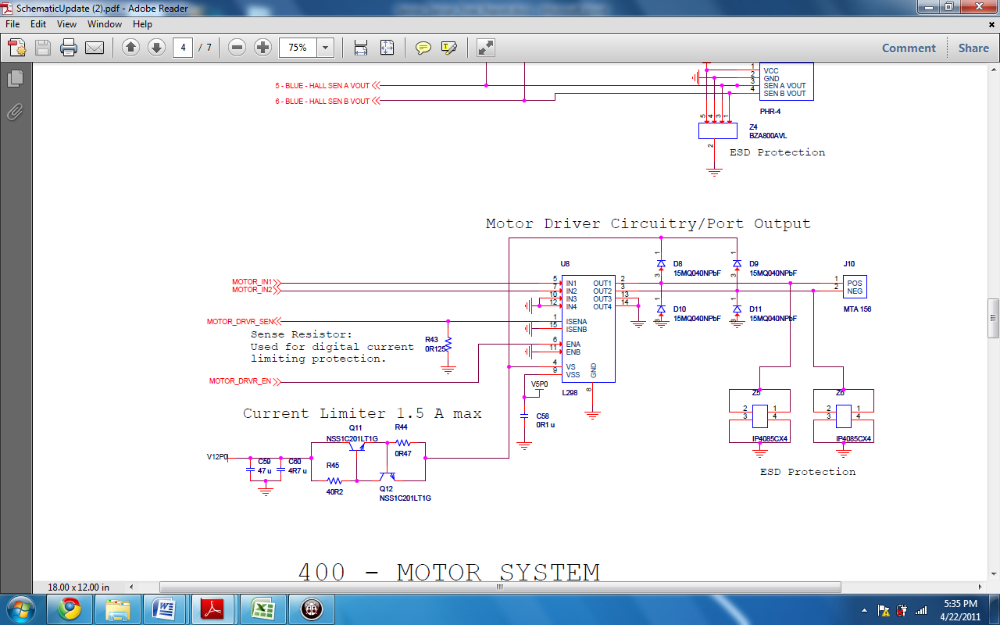 SchematicUpdate (2).pdf - Adobe Reader
File Edit View Window Help
4 / 7 75% Comment Share
5 - BLUE - HALL SEN A VOUT
6 - BLUE - HALL SEN B VOUT
1 VCC
2 GND
3 SEN A VOUT
4 SEN B VOUT
PHR-4
5 4 3 1
Z4
BZA800AVL
2
ESD Protection
Motor Driver Circuitry/Port Output
U8
D8
15MQ040NPbF
1
3
D9
15MQ040NPbF
1
3
J10
1 POS
2 NEG
MTA 156
D10
15MQ040NPbF
1
3
D11
15MQ040NPbF
1
3
MOTOR_IN1
MOTOR_IN2
5 IN1 OUT1 2
7 IN2 OUT2 3
10 IN3 OUT3 13
12 IN4 OUT4 14
1 ISENA
15 ISENB
6 ENA
11 ENB
4 VS
9 VSS
GND
8
L298
MOTOR_DRVR_SEN
Sense Resistor:
Used for digital current
limiting protection.
R43
0R125
MOTOR_DRVR_EN
V5P0
C58
0R1 u
Current Limiter 1.5 A max
Q11
NSS1C201LT1G
R44
0R47
V12P0
C59
47 u
C60
4R7 u
R45
40R2
Q12
NSS1C201LT1G
Z5
2 1
3 4
IP4085CX4
Z6
2 1
3 4
IP4085CX4
ESD Protection
400 - MOTOR SYSTEM
18.00 x 12.00 in
5:35 PM
4/22/2011